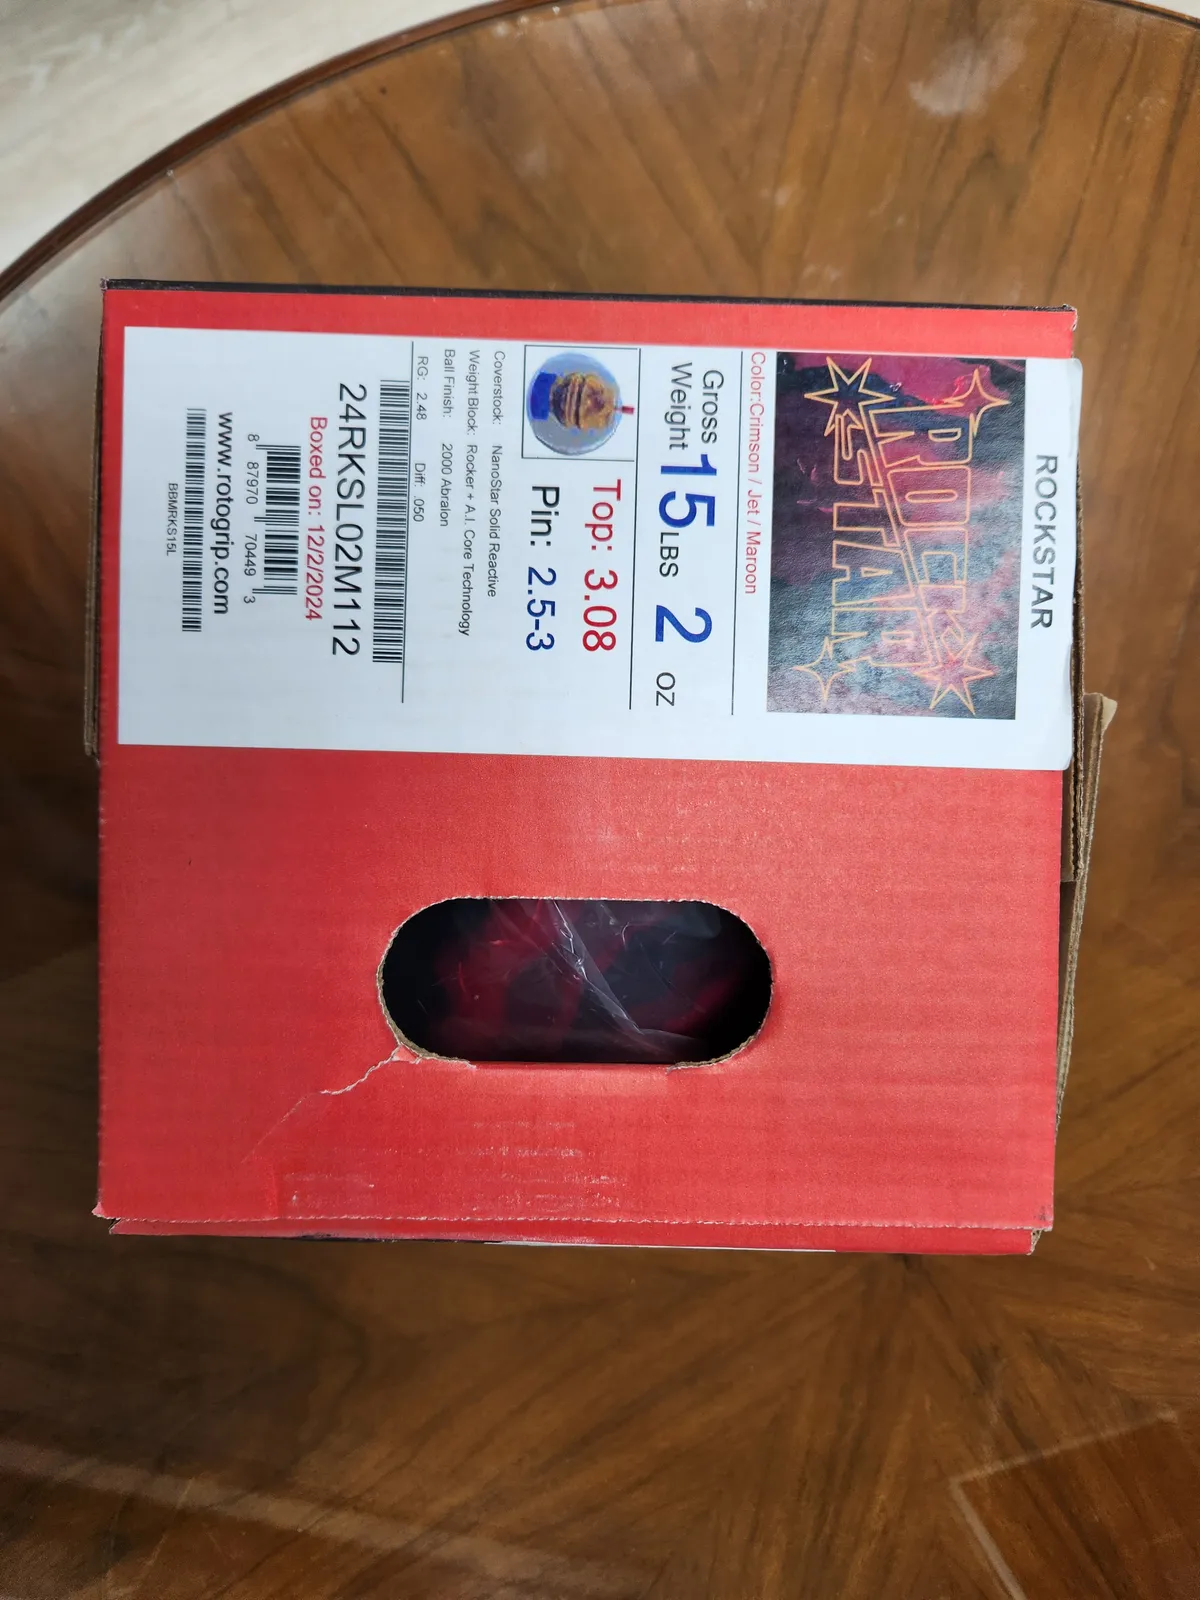 ROCKSTAR
ROCK
STAR
Color:Crimson / Jet / Maroon
Gross Weight 15 LBS 2 oz
Top: 3.08
Pin: 2.5-3
Coverstock: NanoStar Solid Reactive
Weight Block: Rocker + A.I. Core Technology
Ball Finish: 2000 Abralon
RG: 2.48 Diff: .050
24RKSL02M112
Boxed on: 12/2/2024
8 87970 70449 3
www.rotogrip.com
BBMRKS15L